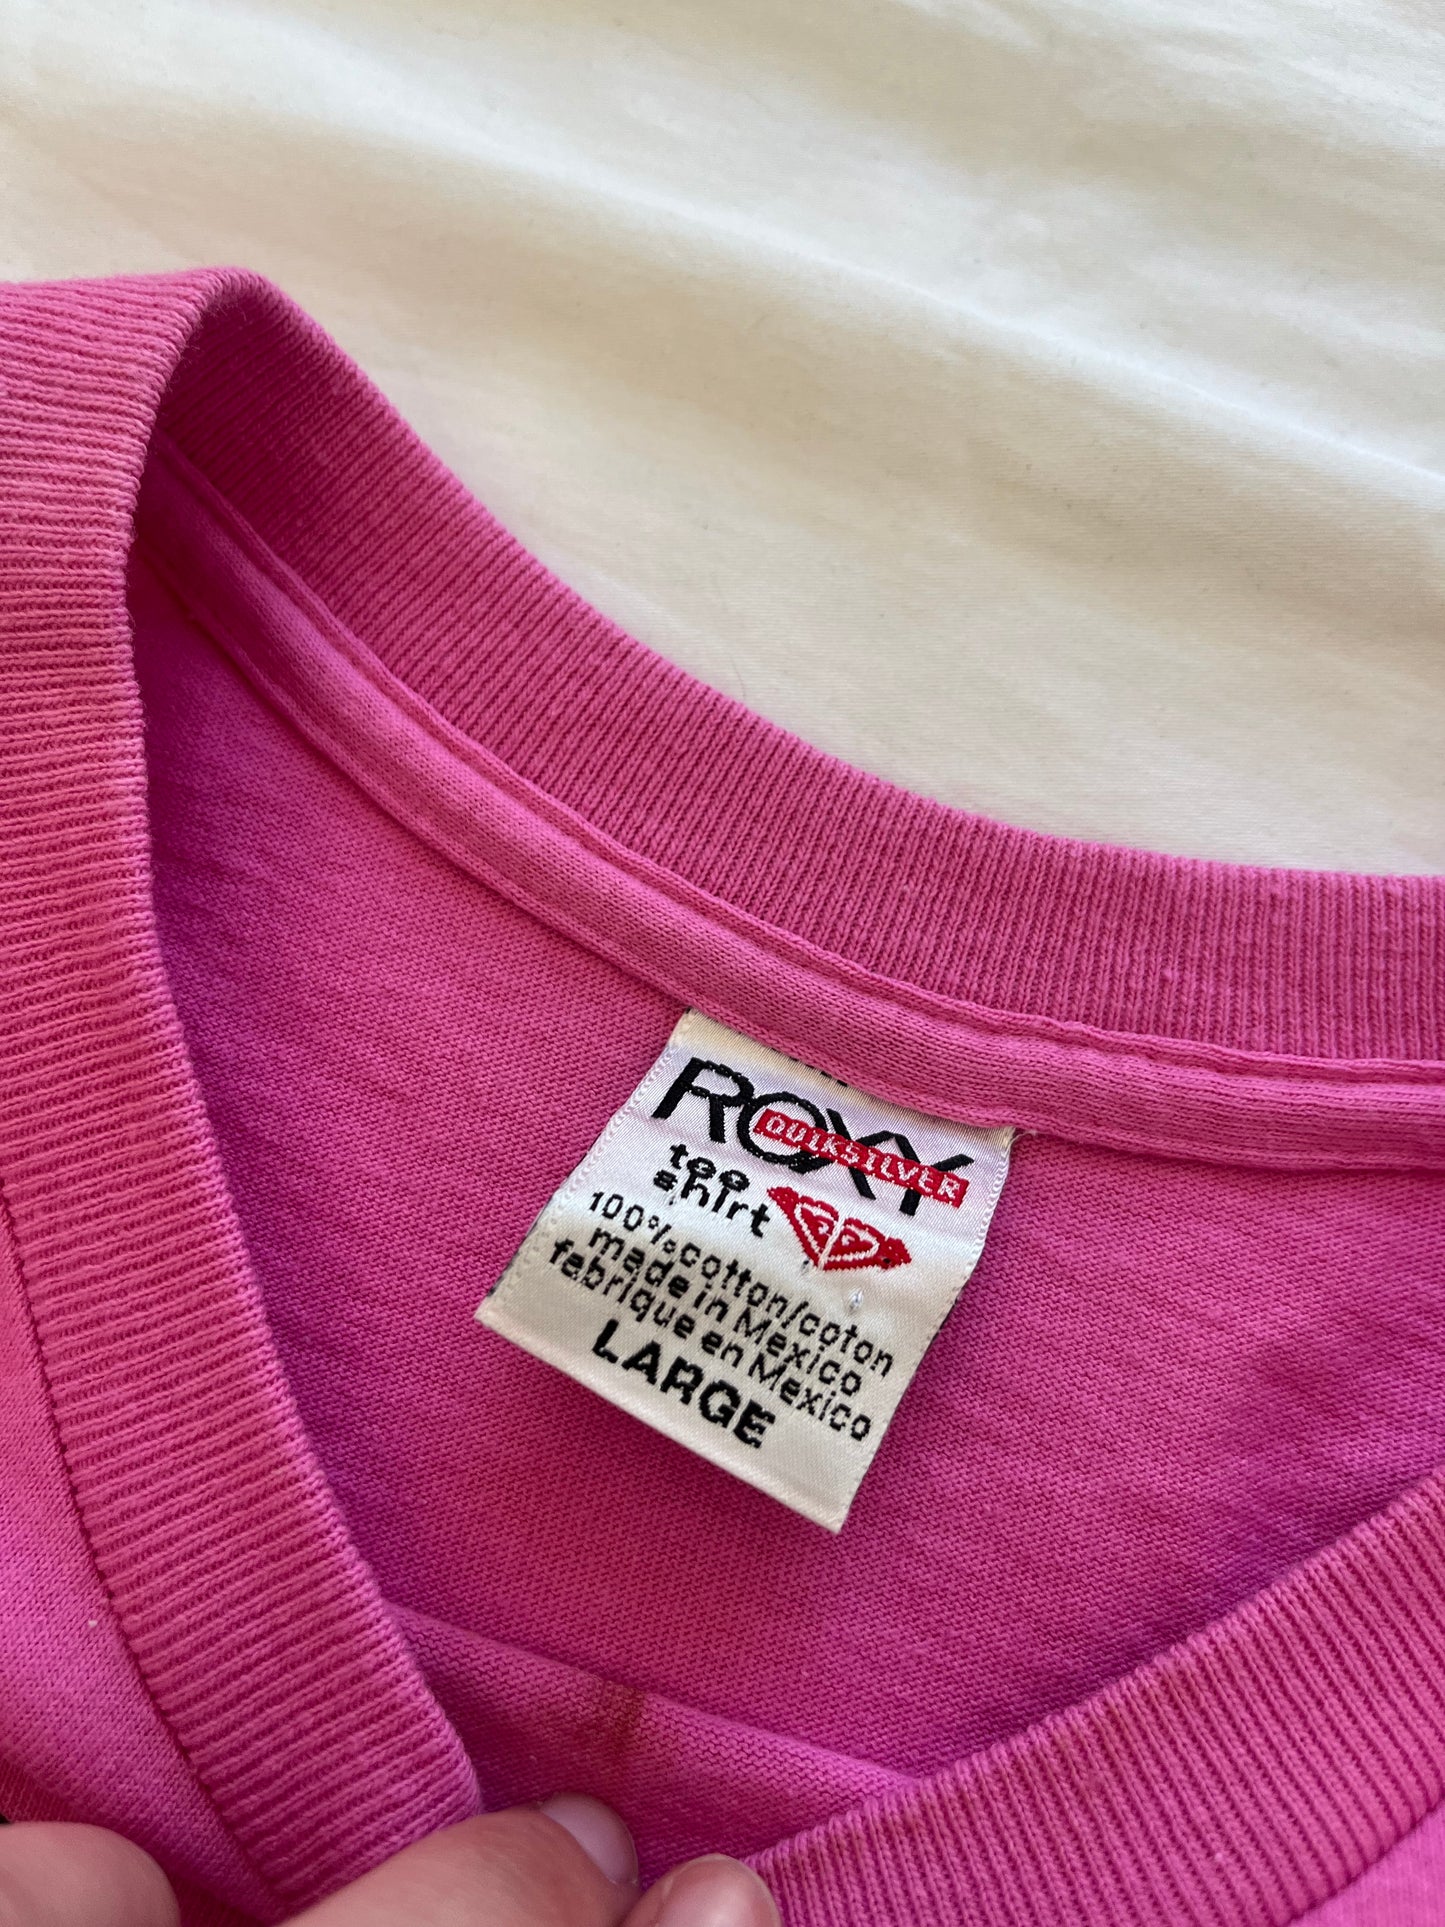 ROXY
QUIKSILVER
tee
shirt
100% cotton/coton
made in Mexico
fabrique en Mexico
LARGE